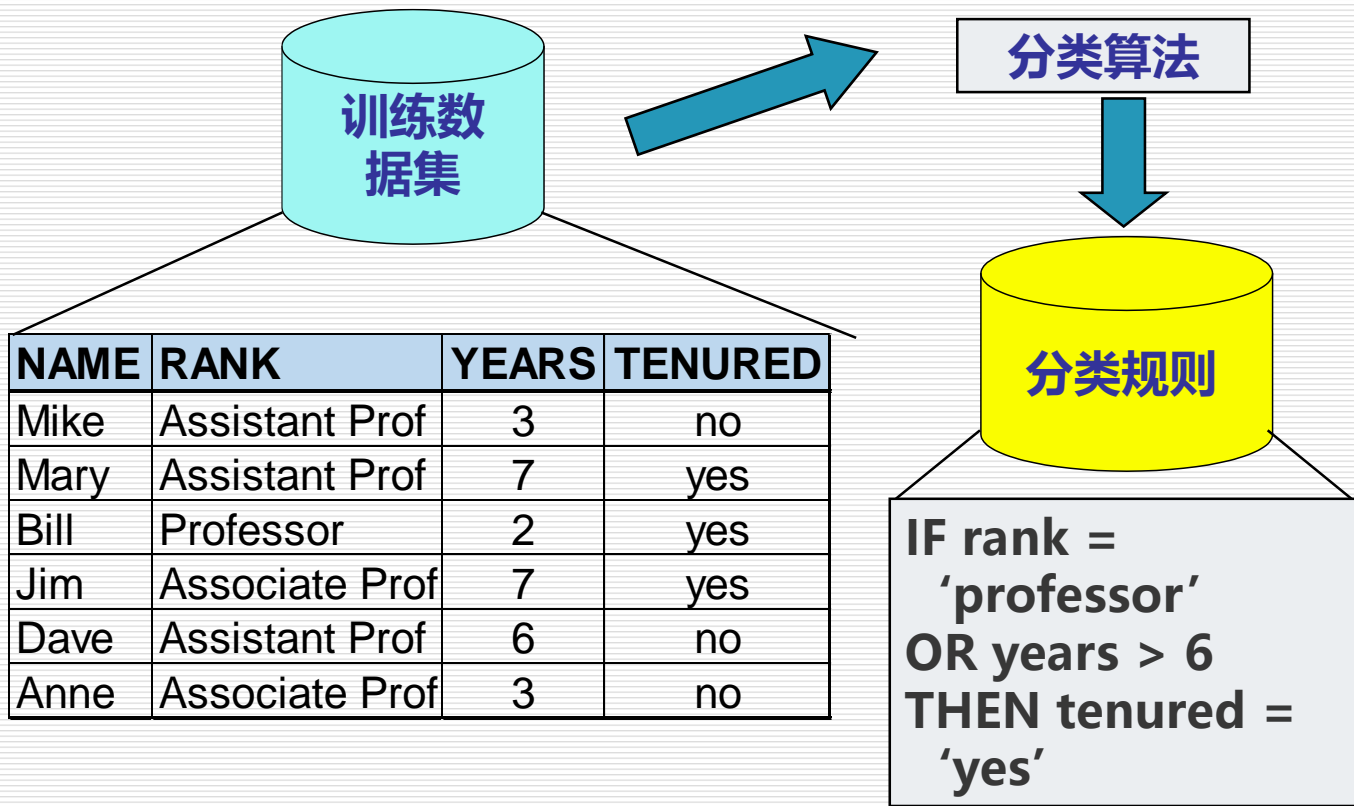 训练数
据集
分类算法
分类规则
NAME RANK YEARS TENURED
Mike Assistant Prof 3 no
Mary Assistant Prof 7 yes
Bill Professor 2 yes
Jim Associate Prof 7 yes
Dave Assistant Prof 6 no
Anne Associate Prof 3 no
IF rank =
‘professor’
OR years > 6
THEN tenured =
‘yes’